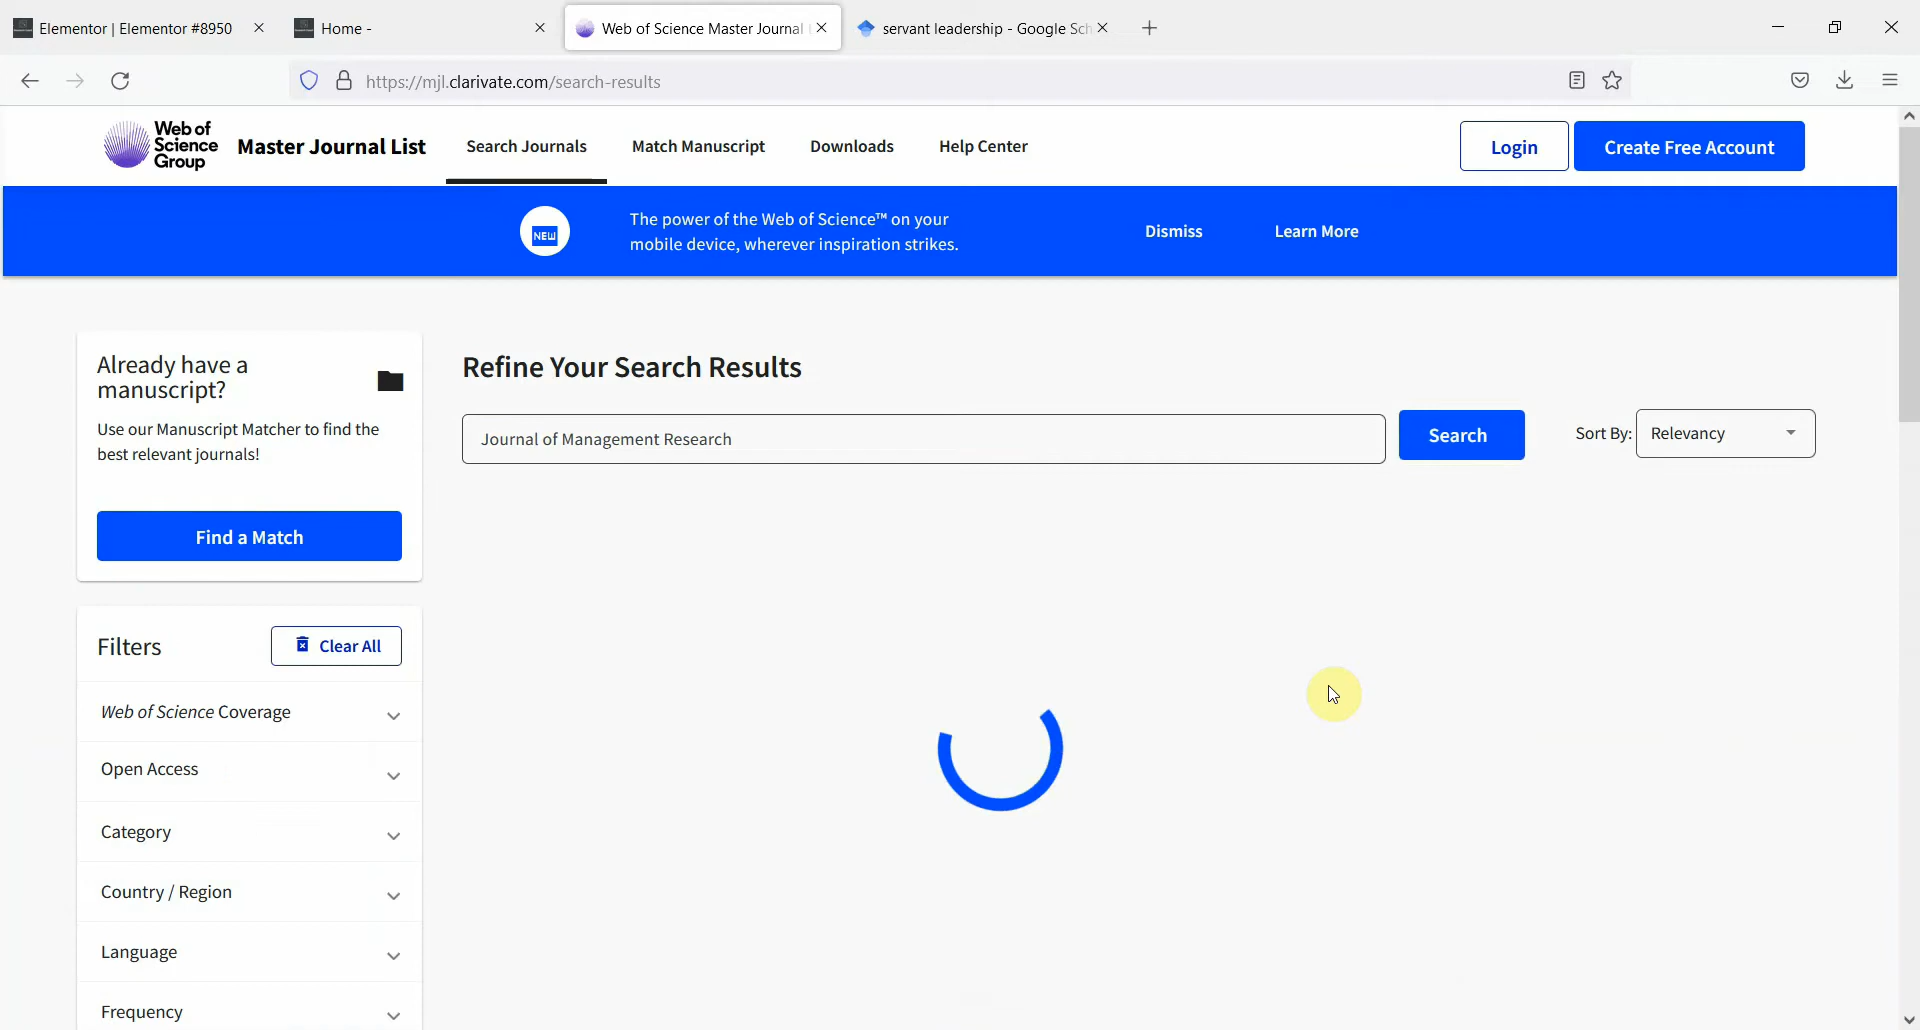 Elementor | Elementor #8950
Home -
Web of Science Master Journal
servant leadership - Google Sch
https://mjl.clarivate.com/search-results
Web of
Science
Group
Master Journal List
Search Journals
Match Manuscript
Downloads
Help Center
Login
Create Free Account
NEW
The power of the Web of Science™ on your
mobile device, wherever inspiration strikes.
Dismiss
Learn More
Already have a
manuscript?
Use our Manuscript Matcher to find the
best relevant journals!
Find a Match
Refine Your Search Results
Journal of Management Research
Search
Sort By:
Relevancy
Filters
Clear All
Web of Science Coverage
Open Access
Category
Country / Region
Language
Frequency